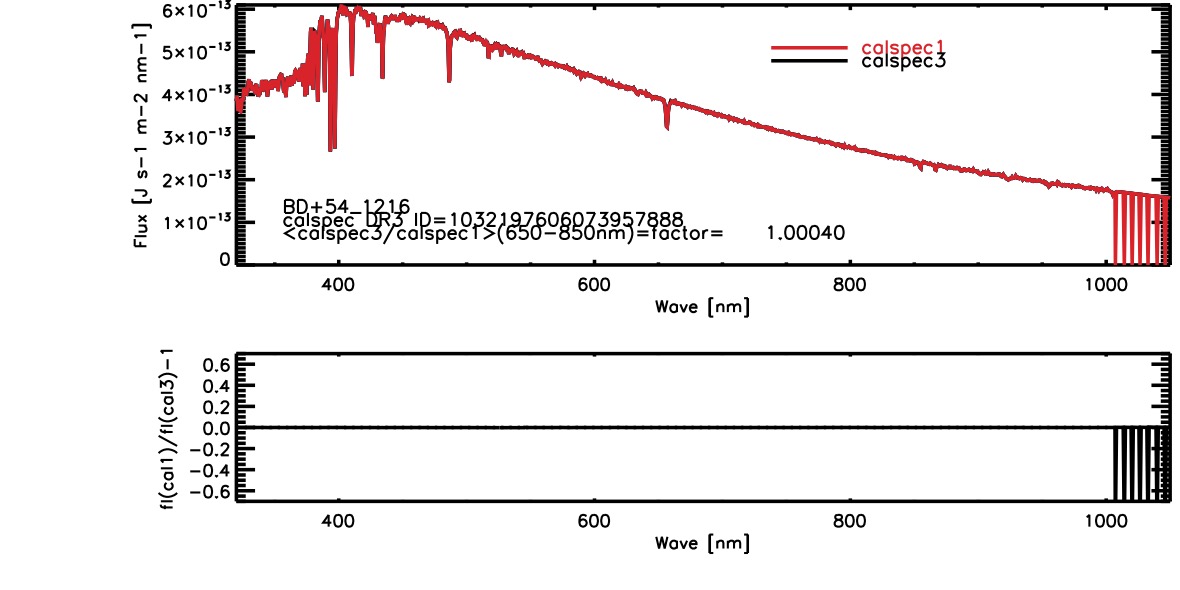 6×10−13
5×10−13
4×10−13
3×10−13
2×10−13
1×10−13
0
Flux [J s−1 m−2 nm−1]
calspec1
calspec3
BD+54_1216
calspec DR3 ID=1032197606073957888
<calspec3/calspec1>(650−850nm)=factor= 1.00040
400 600 800 1000
Wave [nm]
0.6
0.4
0.2
0.0
−0.2
−0.4
−0.6
fl(cal1)/fl(cal3)−1
400 600 800 1000
Wave [nm]